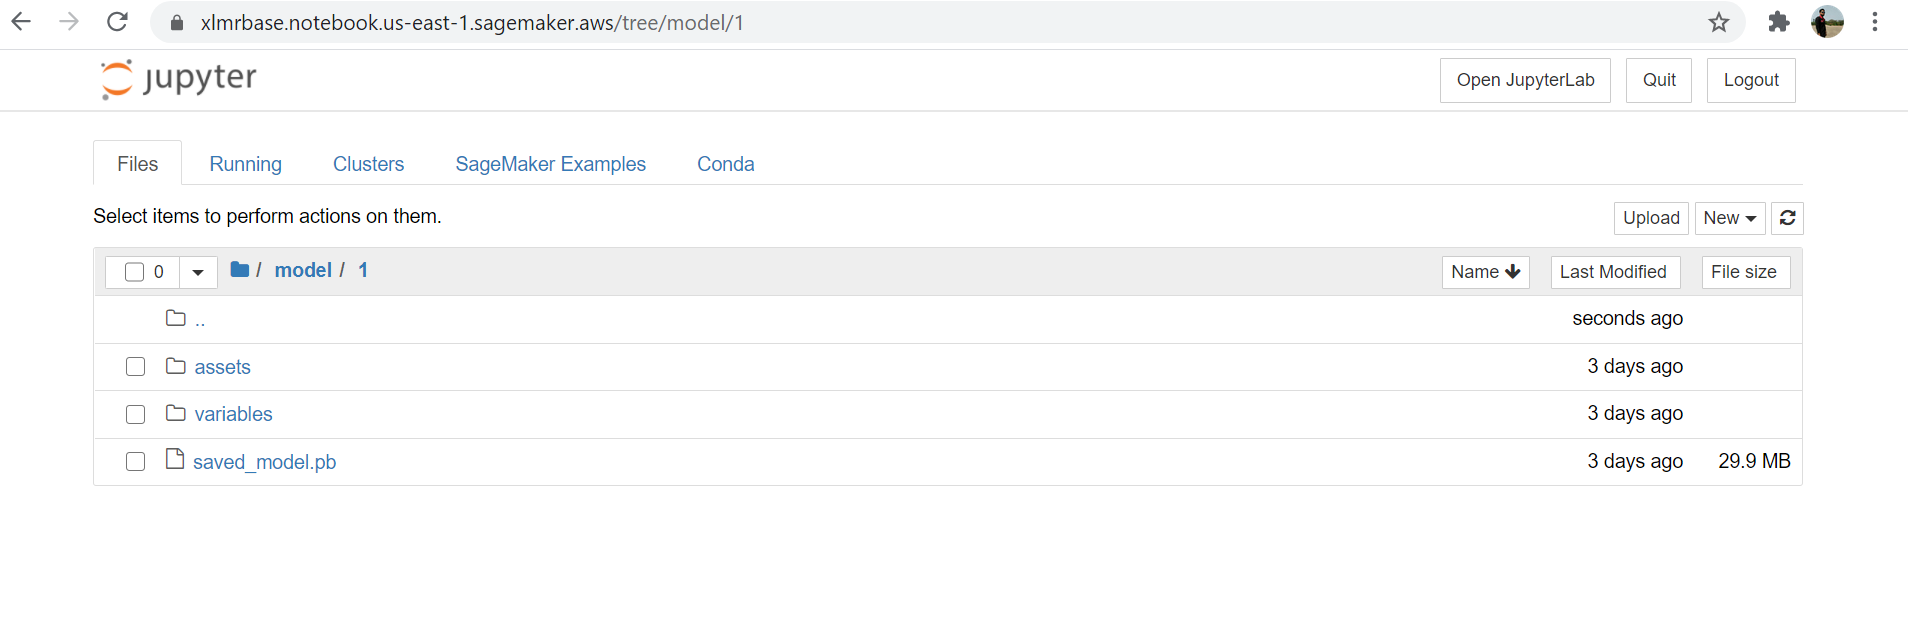 xlmrbase.notebook.us-east-1.sagemaker.aws/tree/model/1
jupyter
Open JupyterLab Quit Logout
Files Running Clusters SageMaker Examples Conda
Select items to perform actions on them.
Upload New
0 / model / 1 Name Last Modified File size
.. seconds ago
assets 3 days ago
variables 3 days ago
saved_model.pb 3 days ago 29.9 MB